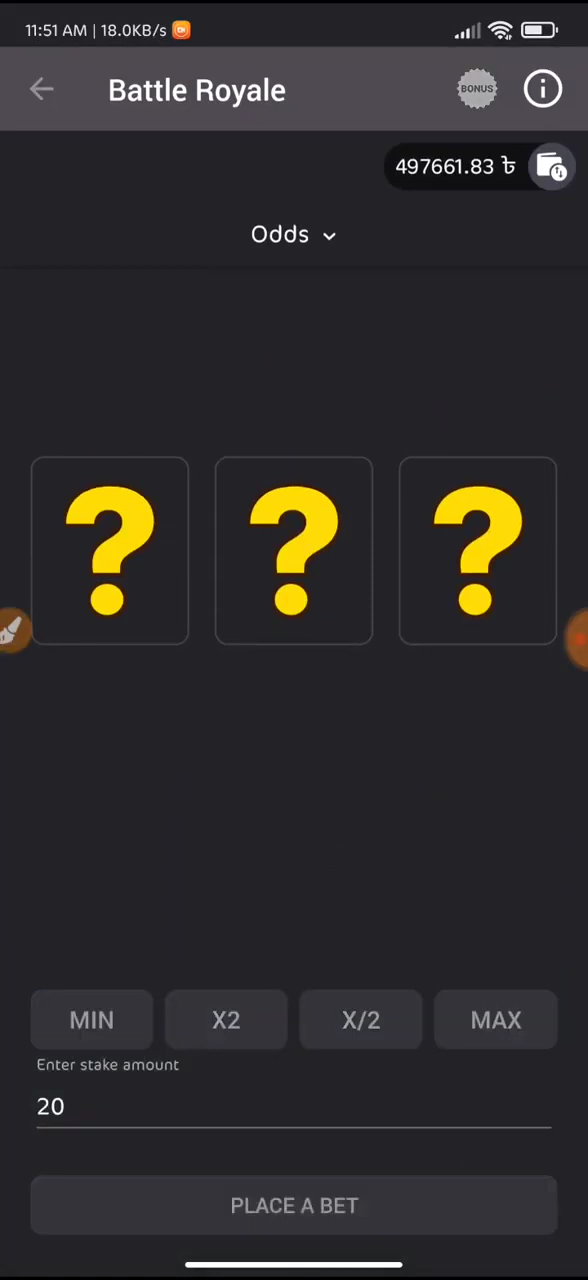 11:51 AM | 18.0KB/s
Battle Royale
BONUS
497661.83 ৳
Odds
? ? ?
MIN X2 X/2 MAX
Enter stake amount
20
PLACE A BET